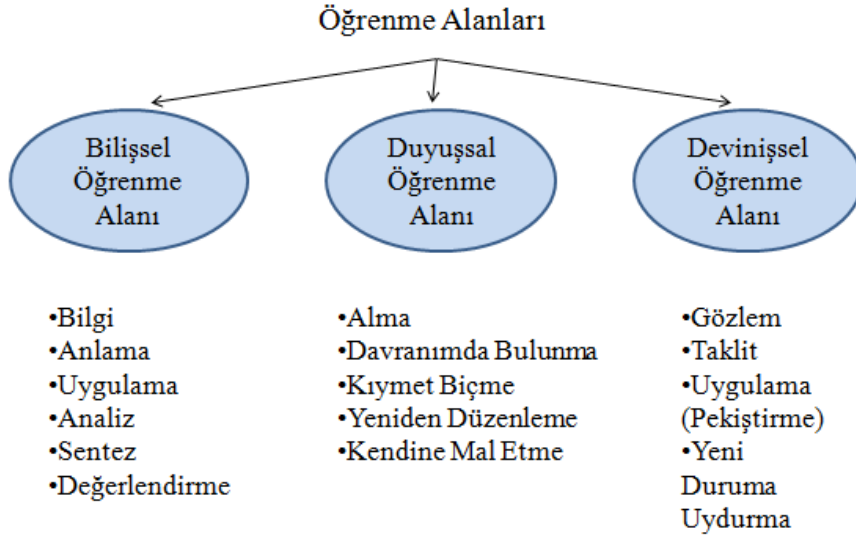 Öğrenme Alanları
Bilişsel
Öğrenme
Alanı
Duyuşsal
Öğrenme
Alanı
Devinişsel
Öğrenme
Alanı
•Bilgi
•Anlama
•Uygulama
•Analiz
•Sentez
•Değerlendirme
•Alma
•Davranımda Bulunma
•Kıymet Biçme
•Yeniden Düzenleme
•Kendine Mal Etme
•Gözlem
•Taklit
•Uygulama
(Pekiştirme)
•Yeni
Duruma
Uydurma